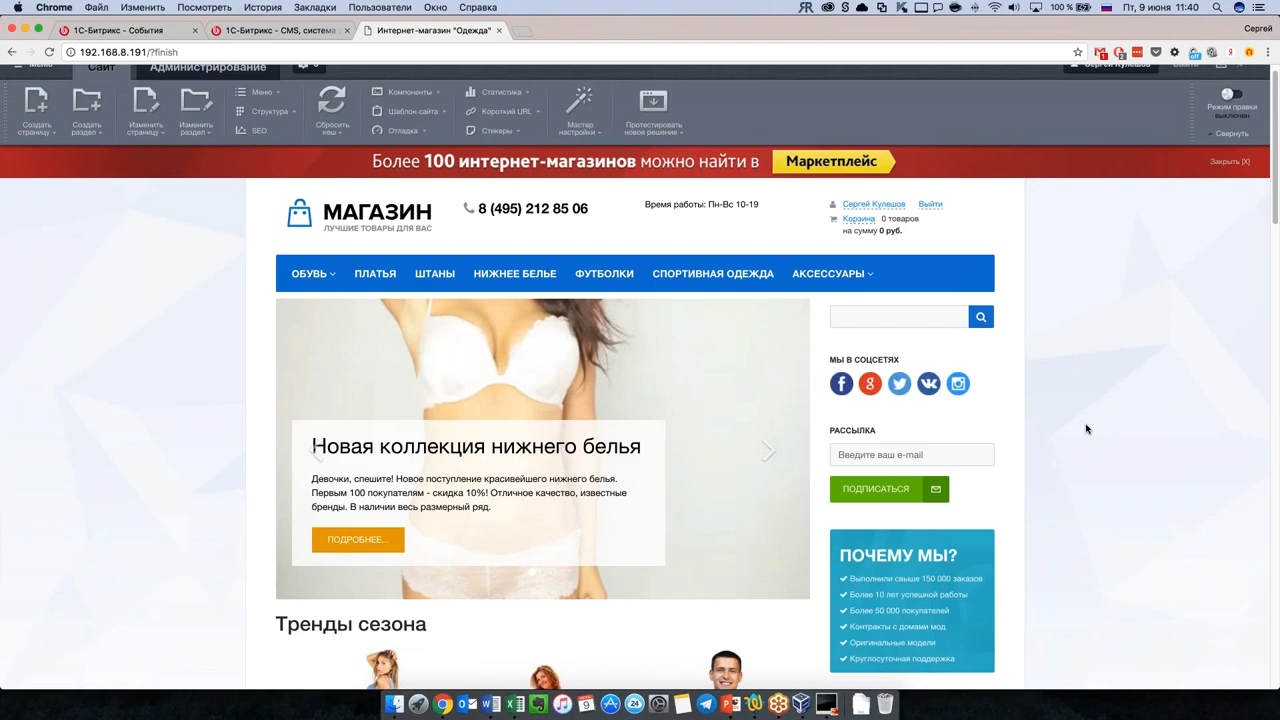 Chrome Файл Изменить Посмотреть История Закладки Пользователи Окно Справка 100 % Пт, 9 июня 11:40
1С-Битрикс - События
1С-Битрикс - CMS, система
Интернет-магазин "Одежда"
Сергей
192.168.8.191/?finish
Меню Сайт Администрирование Сергей Кулешов Выйти
Создать страницу
Создать раздел
Изменить страницу
Изменить раздел
Меню
Структура
SEO
Сбросить кеш
Компоненты
Шаблон сайта
Отладка
Статистика
Короткий URL
Стикеры
Мастер настройки
Протестировать новое решение
Режим правки выключен
Свернуть
Более 100 интернет-магазинов можно найти в Маркетплейс
Закрыть [X]
МАГАЗИН
ЛУЧШИЕ ТОВАРЫ ДЛЯ ВАС
8 (495) 212 85 06
Время работы: Пн-Вс 10-19
Сергей Кулешов Выйти
Корзина 0 товаров
на сумму 0 руб.
ОБУВЬ ПЛАТЬЯ ШТАНЫ НИЖНЕЕ БЕЛЬЕ ФУТБОЛКИ СПОРТИВНАЯ ОДЕЖДА АКСЕССУАРЫ
Новая коллекция нижнего белья
Девочки, спешите! Новое поступление красивейшего нижнего белья.
Первым 100 покупателям - скидка 10%! Отличное качество, известные
бренды. В наличии весь размерный ряд.
ПОДРОБНЕЕ...
МЫ В СОЦСЕТЯХ
РАССЫЛКА
Введите ваш e-mail
ПОДПИСАТЬСЯ
ПОЧЕМУ МЫ?
Выполнили свыше 150 000 заказов
Более 10 лет успешной работы
Более 50 000 покупателей
Контракты с домами мод
Оригинальные модели
Круглосуточная поддержка
Тренды сезона